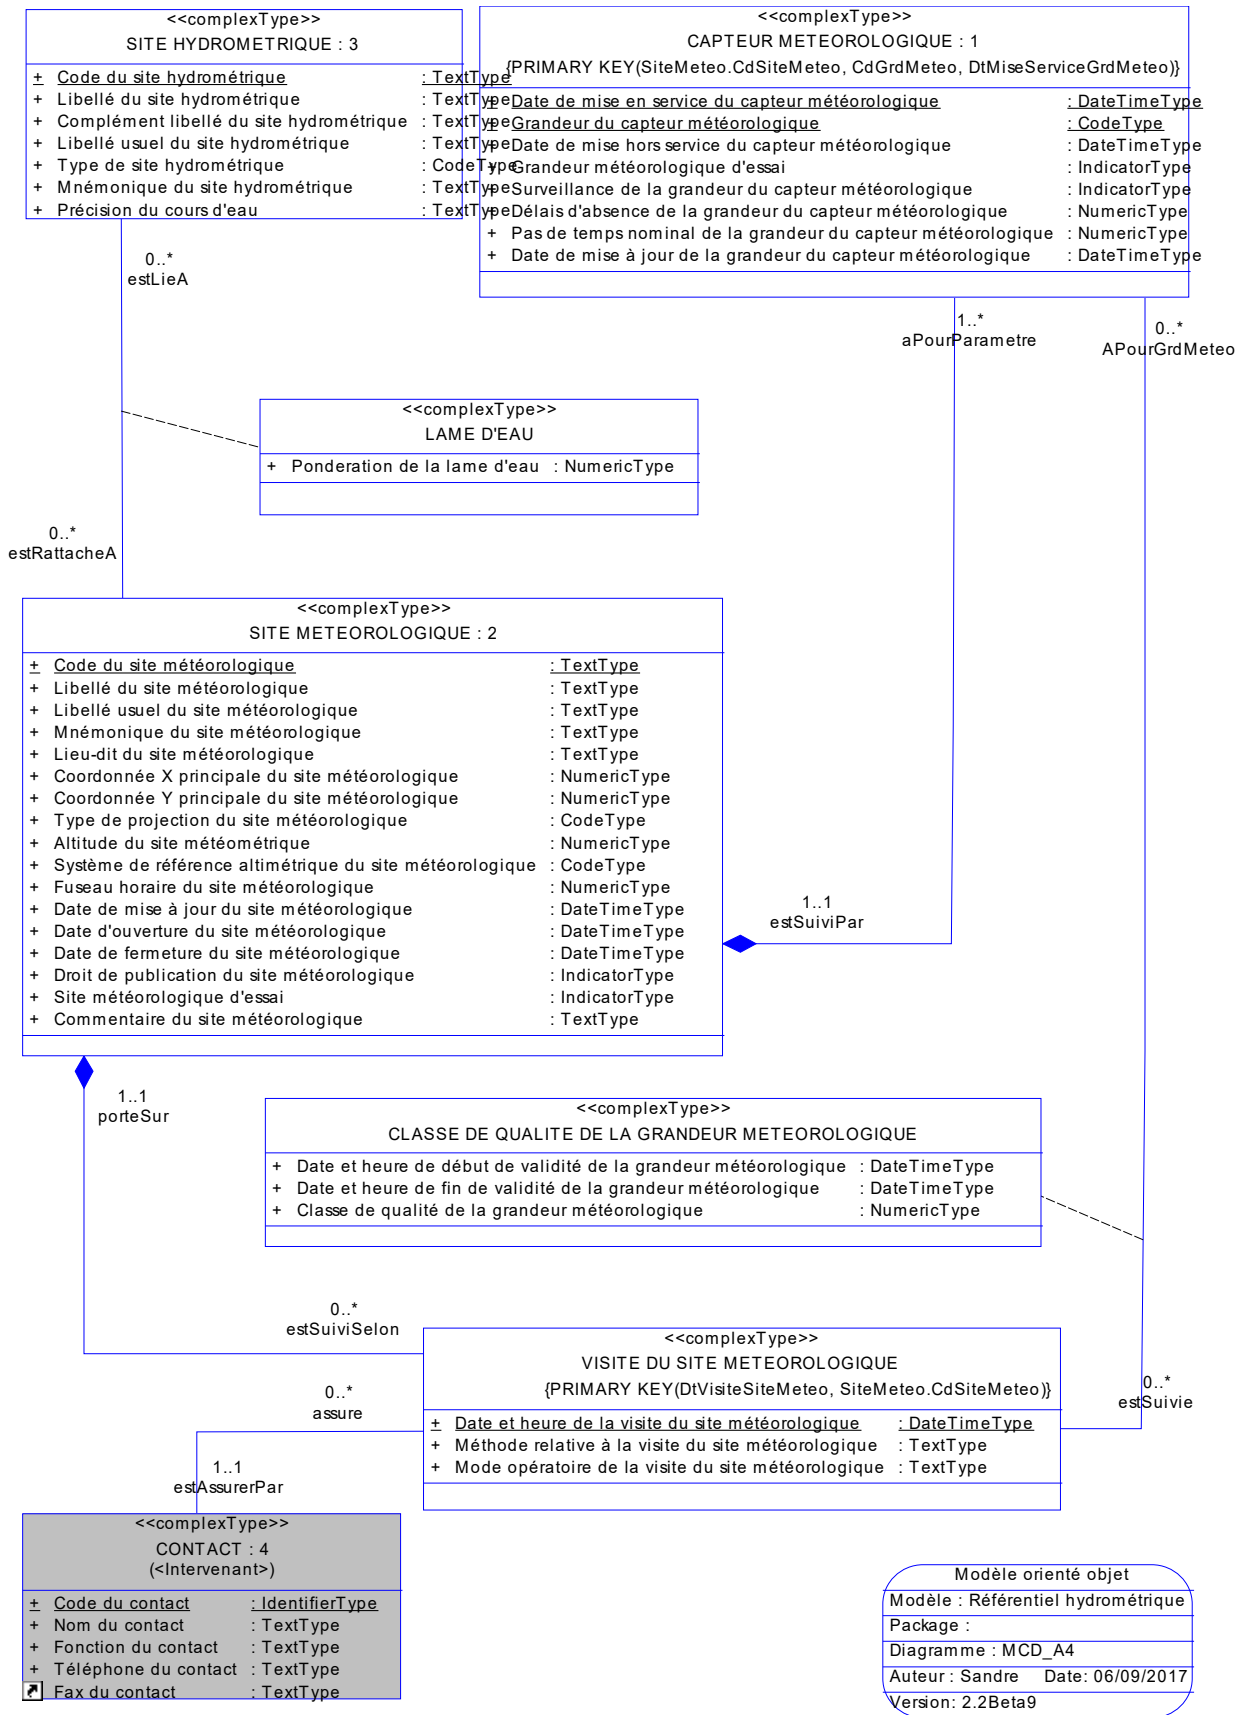 <<complexType>>
SITE HYDROMETRIQUE : 3
+ Code du site hydrométrique : TextType
+ Libellé du site hydrométrique : TextType
+ Complément libellé du site hydrométrique : TextType
+ Libellé usuel du site hydrométrique : TextType
+ Type de site hydrométrique : CodeType
+ Mnémonique du site hydrométrique : TextType
+ Précision du cours d'eau : TextType
<<complexType>>
CAPTEUR METEOROLOGIQUE : 1
{PRIMARY KEY(SiteMeteo.CdSiteMeteo, CdGrdMeteo, DtMiseServiceGrdMeteo)}
+ Date de mise en service du capteur météorologique : DateTimeType
+ Grandeur du capteur météorologique : CodeType
+ Date de mise hors service du capteur météorologique : DateTimeType
+ Grandeur météorologique d'essai : IndicatorType
+ Surveillance de la grandeur du capteur météorologique : IndicatorType
+ Délais d'absence de la grandeur du capteur météorologique : NumericType
+ Pas de temps nominal de la grandeur du capteur météorologique : NumericType
+ Date de mise à jour de la grandeur du capteur météorologique : DateTimeType
0..*
estLieA
1..*
aPourParametre
0..*
APourGrdMeteo
<<complexType>>
LAME D'EAU
+ Ponderation de la lame d'eau : NumericType
0..*
estRattacheA
<<complexType>>
SITE METEOROLOGIQUE : 2
+ Code du site météorologique : TextType
+ Libellé du site météorologique : TextType
+ Libellé usuel du site météorologique : TextType
+ Mnémonique du site météorologique : TextType
+ Lieu-dit du site météorologique : TextType
+ Coordonnée X principale du site météorologique : NumericType
+ Coordonnée Y principale du site météorologique : NumericType
+ Type de projection du site météorologique : CodeType
+ Altitude du site météométrique : NumericType
+ Système de référence altimétrique du site météorologique : CodeType
+ Fuseau horaire du site météorologique : NumericType
+ Date de mise à jour du site météorologique : DateTimeType
+ Date d'ouverture du site météorologique : DateTimeType
+ Date de fermeture du site météorologique : DateTimeType
+ Droit de publication du site météorologique : IndicatorType
+ Site météorologique d'essai : IndicatorType
+ Commentaire du site météorologique : TextType
1..1
estSuiviPar
1..1
porteSur
<<complexType>>
CLASSE DE QUALITE DE LA GRANDEUR METEOROLOGIQUE
+ Date et heure de début de validité de la grandeur météorologique : DateTimeType
+ Date et heure de fin de validité de la grandeur météorologique : DateTimeType
+ Classe de qualité de la grandeur météorologique : NumericType
0..*
estSuiviSelon
<<complexType>>
VISITE DU SITE METEOROLOGIQUE
{PRIMARY KEY(DtVisiteSiteMeteo, SiteMeteo.CdSiteMeteo)}
+ Date et heure de la visite du site météorologique : DateTimeType
+ Méthode relative à la visite du site météorologique : TextType
+ Mode opératoire de la visite du site météorologique : TextType
0..*
estSuivie
0..*
assure
1..1
estAssurerPar
<<complexType>>
CONTACT : 4
(<Intervenant>)
+ Code du contact : IdentifierType
+ Nom du contact : TextType
+ Fonction du contact : TextType
+ Téléphone du contact : TextType
Fax du contact : TextType
Modèle orienté objet
Modèle : Référentiel hydrométrique
Package :
Diagramme : MCD_A4
Auteur : Sandre Date: 06/09/2017
Version: 2.2Beta9